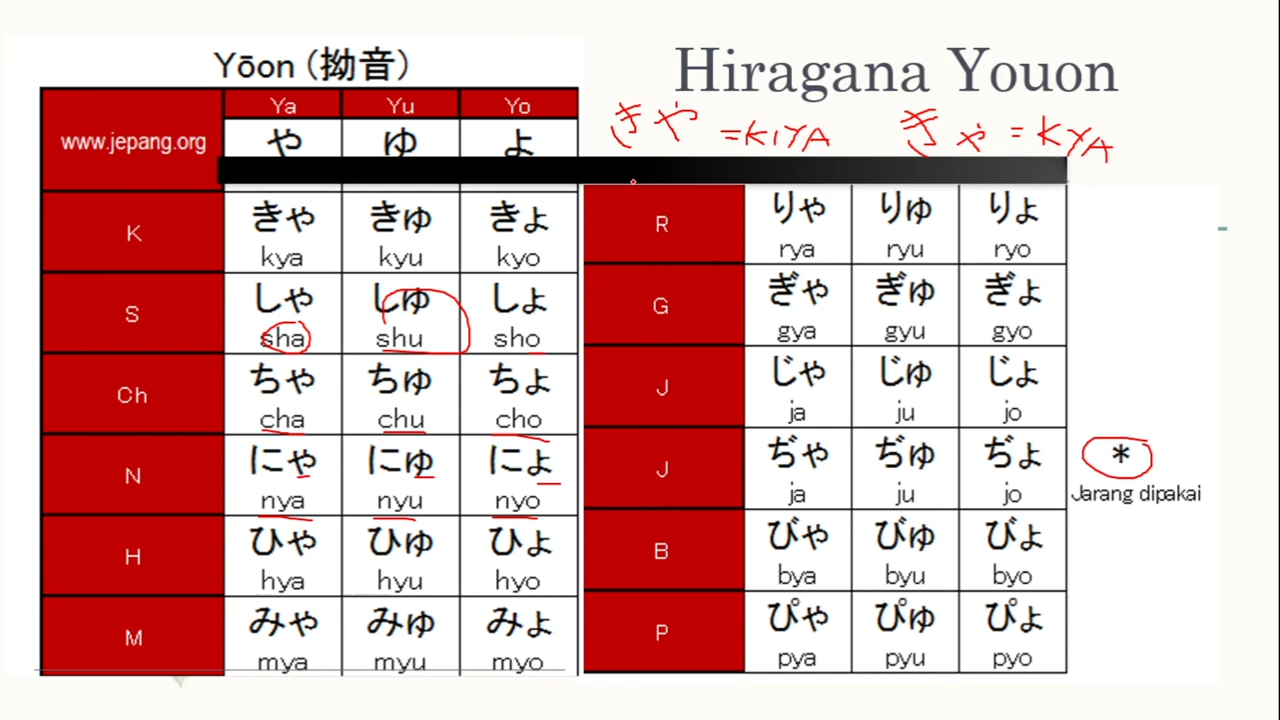 Hiragana Youon
Yōon (拗音)
きや =KIYA きゃ = KYA
www.jepang.org Ya Yu Yo
や ゆ よ
K きゃ きゅ きょ
kya kyu kyo
S しゃ しゅ しょ
sha shu sho
Ch ちゃ ちゅ ちょ
cha chu cho
N にゃ にゅ にょ
nya nyu nyo
H ひゃ ひゅ ひょ
hya hyu hyo
M みゃ みゅ みょ
mya myu myo
R りゃ りゅ りょ
rya ryu ryo
G ぎゃ ぎゅ ぎょ
gya gyu gyo
J じゃ じゅ じょ
ja ju jo
J ぢゃ ぢゅ ぢょ *
ja ju jo Jarang dipakai
B びゃ びゅ びょ
bya byu byo
P ぴゃ ぴゅ ぴょ
pya pyu pyo